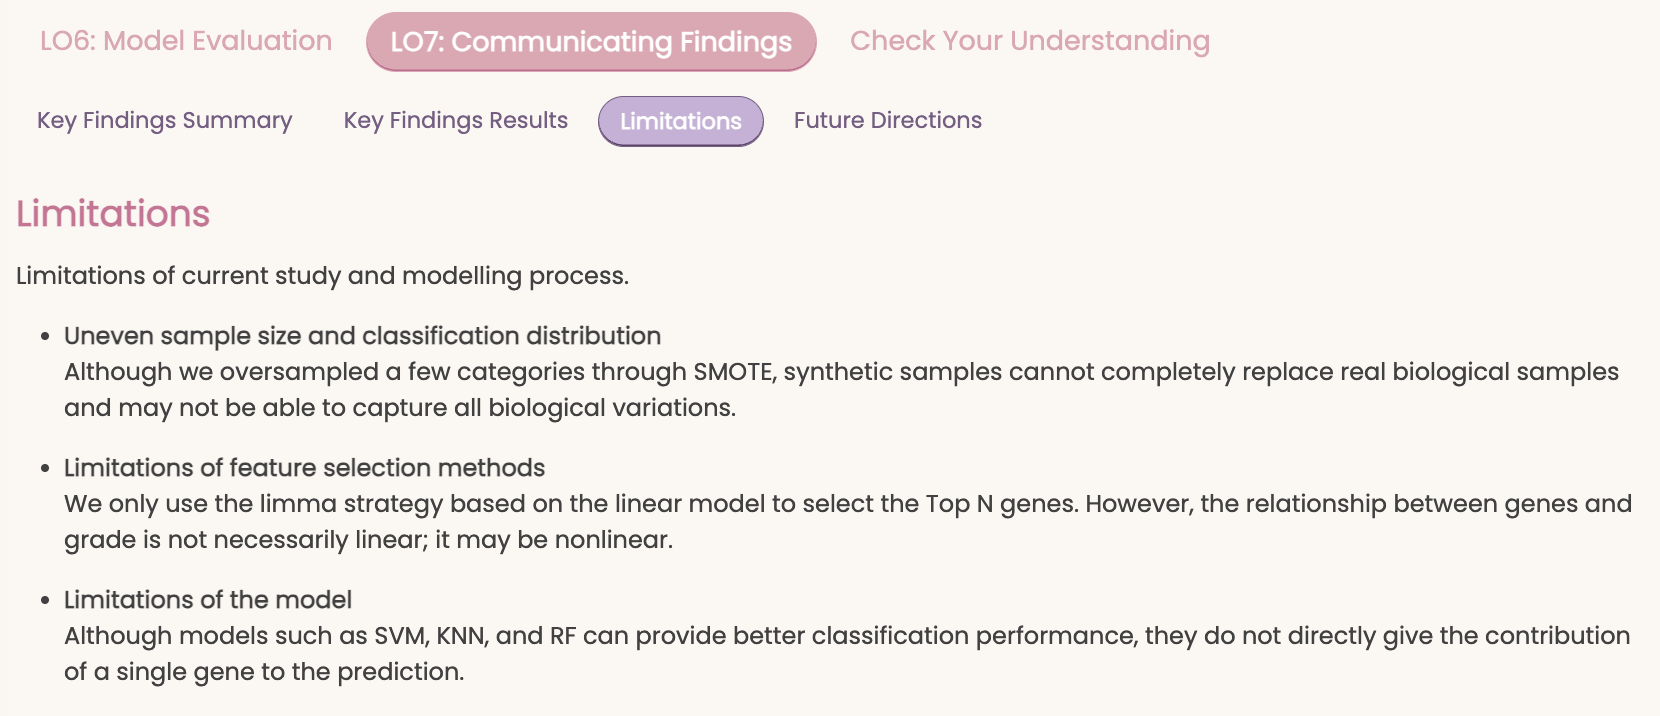 LO6: Model Evaluation LO7: Communicating Findings Check Your Understanding
Key Findings Summary Key Findings Results Limitations Future Directions
Limitations
Limitations of current study and modelling process.
• Uneven sample size and classification distribution
Although we oversampled a few categories through SMOTE, synthetic samples cannot completely replace real biological samples
and may not be able to capture all biological variations.
• Limitations of feature selection methods
We only use the limma strategy based on the linear model to select the Top N genes. However, the relationship between genes and
grade is not necessarily linear; it may be nonlinear.
• Limitations of the model
Although models such as SVM, KNN, and RF can provide better classification performance, they do not directly give the contribution
of a single gene to the prediction.